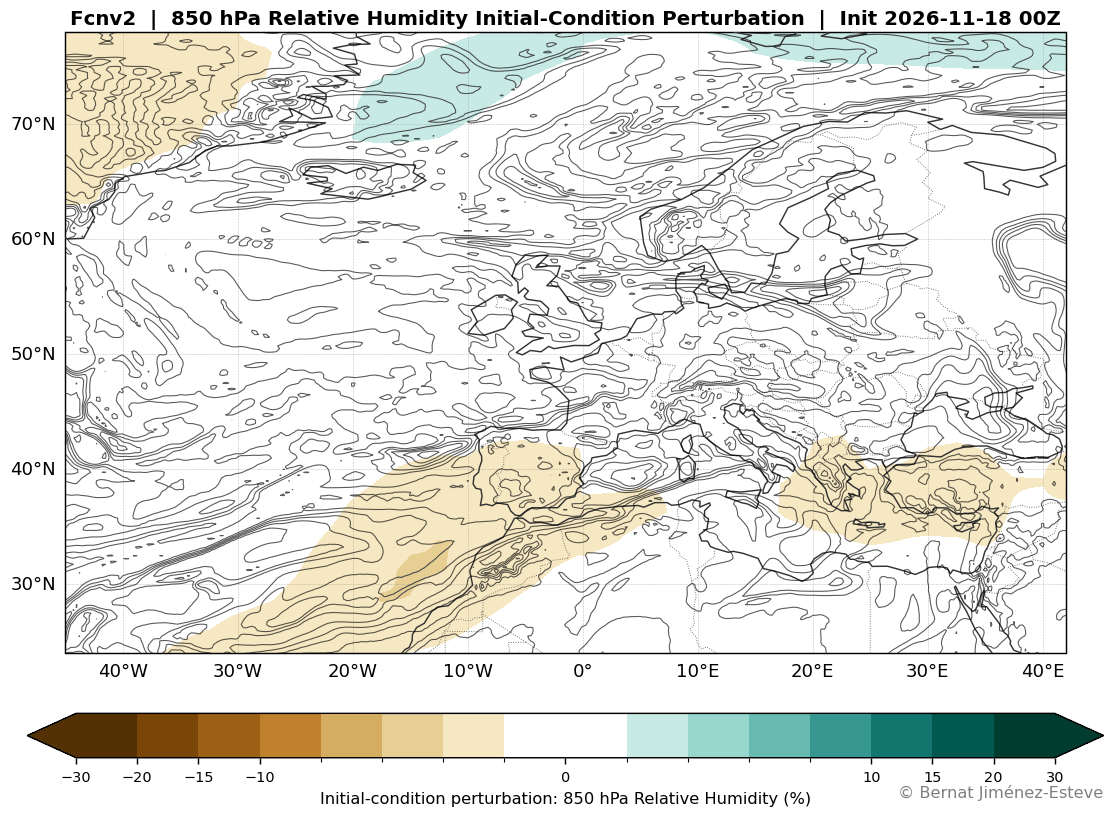 Fcnv2 | 850 hPa Relative Humidity Initial-Condition Perturbation | Init 2026-11-18 00Z
70°N
60°N
50°N
40°N
30°N
40°W 30°W 20°W 10°W 0° 10°E 20°E 30°E 40°E
−30 −20 −15 −10 0 10 15 20 30
Initial-condition perturbation: 850 hPa Relative Humidity (%)
© Bernat Jiménez-Esteve